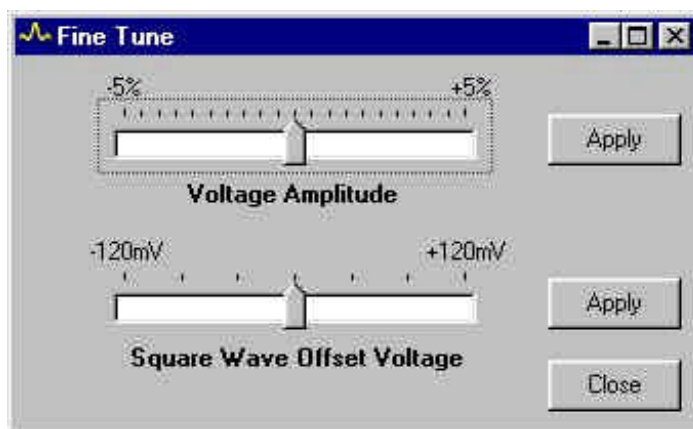 Fine Tune
-5% +5%
Apply
Voltage Amplitude
-120mV +120mV
Apply
Square Wave Offset Voltage
Close